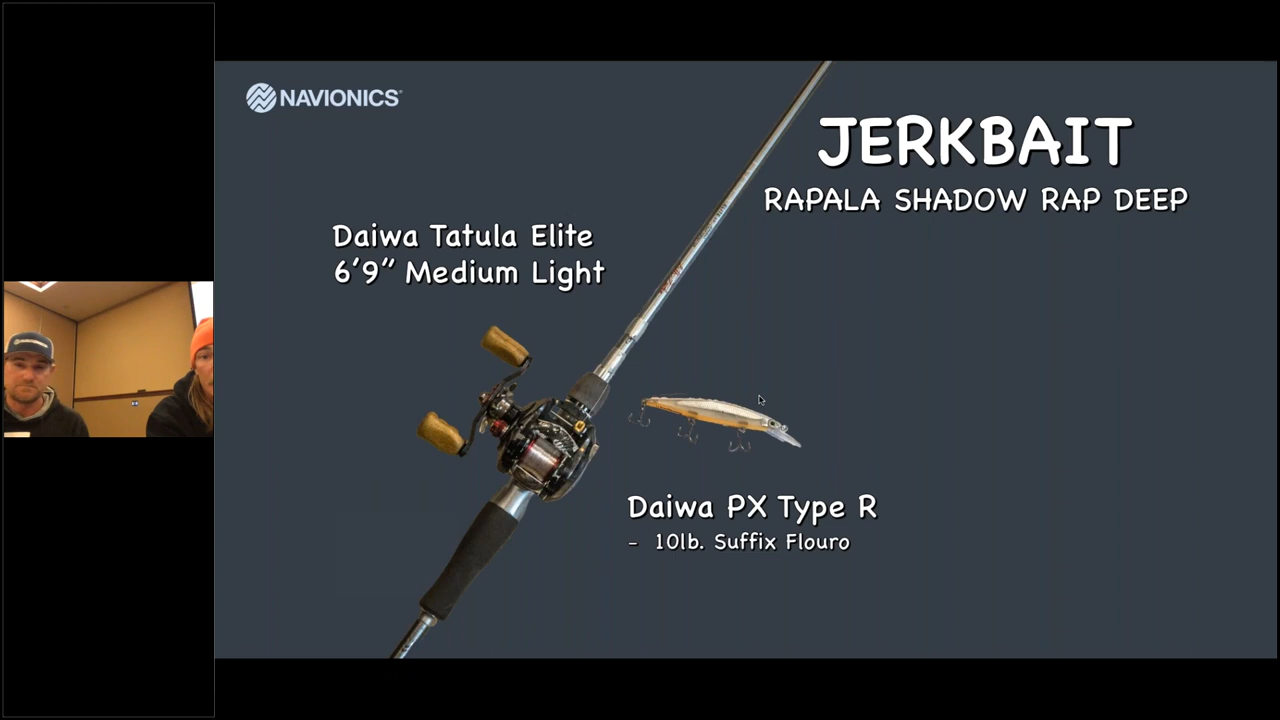 NAVIONICS
JERKBAIT
RAPALA SHADOW RAP DEEP
Daiwa Tatula Elite
6'9" Medium Light
Daiwa PX Type R
- 10lb. Suffix Flouro